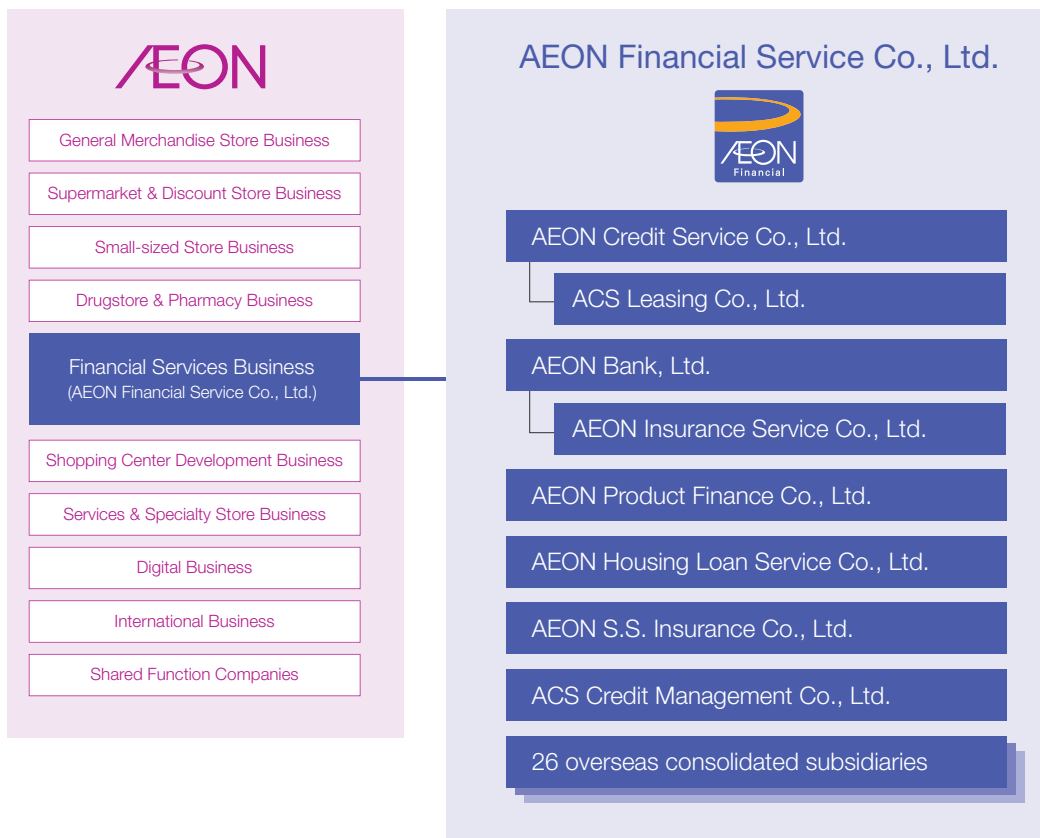 ÆON
General Merchandise Store Business
Supermarket & Discount Store Business
Small-sized Store Business
Drugstore & Pharmacy Business
Financial Services Business
(AEON Financial Service Co., Ltd.)
Shopping Center Development Business
Services & Specialty Store Business
Digital Business
International Business
Shared Function Companies
AEON Financial Service Co., Ltd.
ÆON
Financial
AEON Credit Service Co., Ltd.
ACS Leasing Co., Ltd.
AEON Bank, Ltd.
AEON Insurance Service Co., Ltd.
AEON Product Finance Co., Ltd.
AEON Housing Loan Service Co., Ltd.
AEON S.S. Insurance Co., Ltd.
ACS Credit Management Co., Ltd.
26 overseas consolidated subsidiaries